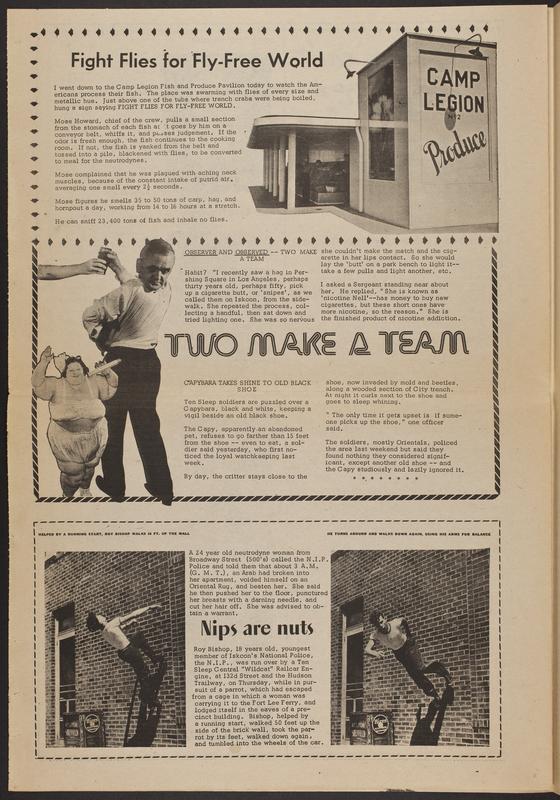 Fight Flies for Fly-Free World
I went down to the Camp Legion Fish and Produce Pavilion today to watch the Am-
ericans process their fish. The place was swarming with flies of every size and
metallic hue. Just above one of the tubs where trench crabs were being boiled,
hung a sign saying FIGHT FLIES FOR FLY-FREE WORLD.
Mose Howard, chief of the crew, pulls a small section
from the stomach of each fish as it goes by him on a
conveyor belt, whiffs it, and passes judgement. If the
odor is fresh enough, the fish continues to the cooking
room. If not, the fish is yanked from the belt and
tossed into a pile, blackened with flies, to be converted
to meal for the neutrodynes.
Mose complained that he was plagued with aching neck
muscles, because of the constant intake of putrid air,
averaging one smell every 2½ seconds.
Mose figures he smells 35 to 50 tons of carp, hag, and
hornpout a day, working from 14 to 16 hours at a stretch.
He can sniff 23,400 tons of fish and inhale no flies.
CAMP
LEGION
Nº2
Produce
OBSERVER AND OBSERVED -- TWO MAKE
A TEAM
Habit? "I recently saw a hag in Per-
shing Square in Los Angeles, perhaps
thirty years old, perhaps fifty, pick
up a cigarette butt, or 'snipes', as we
called them on Iskoon, from the side-
walk. She repeated the process, col-
lecting a handful, then sat down and
tried lighting one. She was so nervous
she couldn't make the match and the cig-
arette in her lips contact. So she would
lay the 'butt' on a park bench to light it--
take a few pulls and light another, etc.
I asked a Sergeant standing near about
her. He replied, "She is known as
'nicotine Nell'--has money to buy new
cigarettes, but these short ones have
more nicotine, so the reason." She is
the finished product of nicotine addiction.
TWO MAKE A TEAM
CAPYBARA TAKES SHINE TO OLD BLACK
SHOE
Ten Sleep soldiers are puzzled over a
Capybara, black and white, keeping a
vigil beside an old black shoe.
The Capy, apparently an abandoned
pet, refuses to go farther than 15 feet
from the shoe -- even to eat, a sol-
dier said yesterday, who first no-
ticed the loyal watchkeeping last
week.
By day, the critter stays close to the
shoe, now invaded by mold and beetles,
along a wooded section of City trench.
At night it curls next to the shoe and
goes to sleep whining.
"The only time it gets upset is if some-
one picks up the shoe," one officer
said.
The soldiers, mostly Orientals, policed
the area last weekend but said they
found nothing they considered signif-
icant, except another old shoe -- and
the Capy studiously and lazily ignored it.
* * * * * * * *
HELPED BY A RUNNING START, ROY BISHOP WALKS 15 FT. UP THE WALL
HE TURNS AROUND AND WALKS DOWN AGAIN, USING HIS ARMS FOR BALANCE
A 24 year old neutrodyne woman from
Broadway Street (500's) called the N.I.P.
Police and told them that about 3 A.M.
(G.M.T.), an Arab had broken into
her apartment, voided himself on an
Oriental Rug, and beaten her. She said
he then pushed her to the floor, punctured
her breasts with a darning needle, and
cut her hair off. She was advised to ob-
tain a warrant.
Nips are nuts
Roy Bishop, 18 years old, youngest
member of Iskoon's National Police,
the N.I.P., was run over by a Ten
Sleep Central "Wildcat" Railcar En-
gine, at 132d Street and the Hudson
Trailway, on Thursday, while in pur-
suit of a parrot, which had escaped
from a cage in which a woman was
carrying it to the Fort Lee Ferry, and
lodged itself in the eaves of a pre-
cinct building. Bishop, helped by
a running start, walked 50 feet up the
side of the brick wall, took the par-
rot by its feet, walked down again,
and tumbled into the wheels of the car.